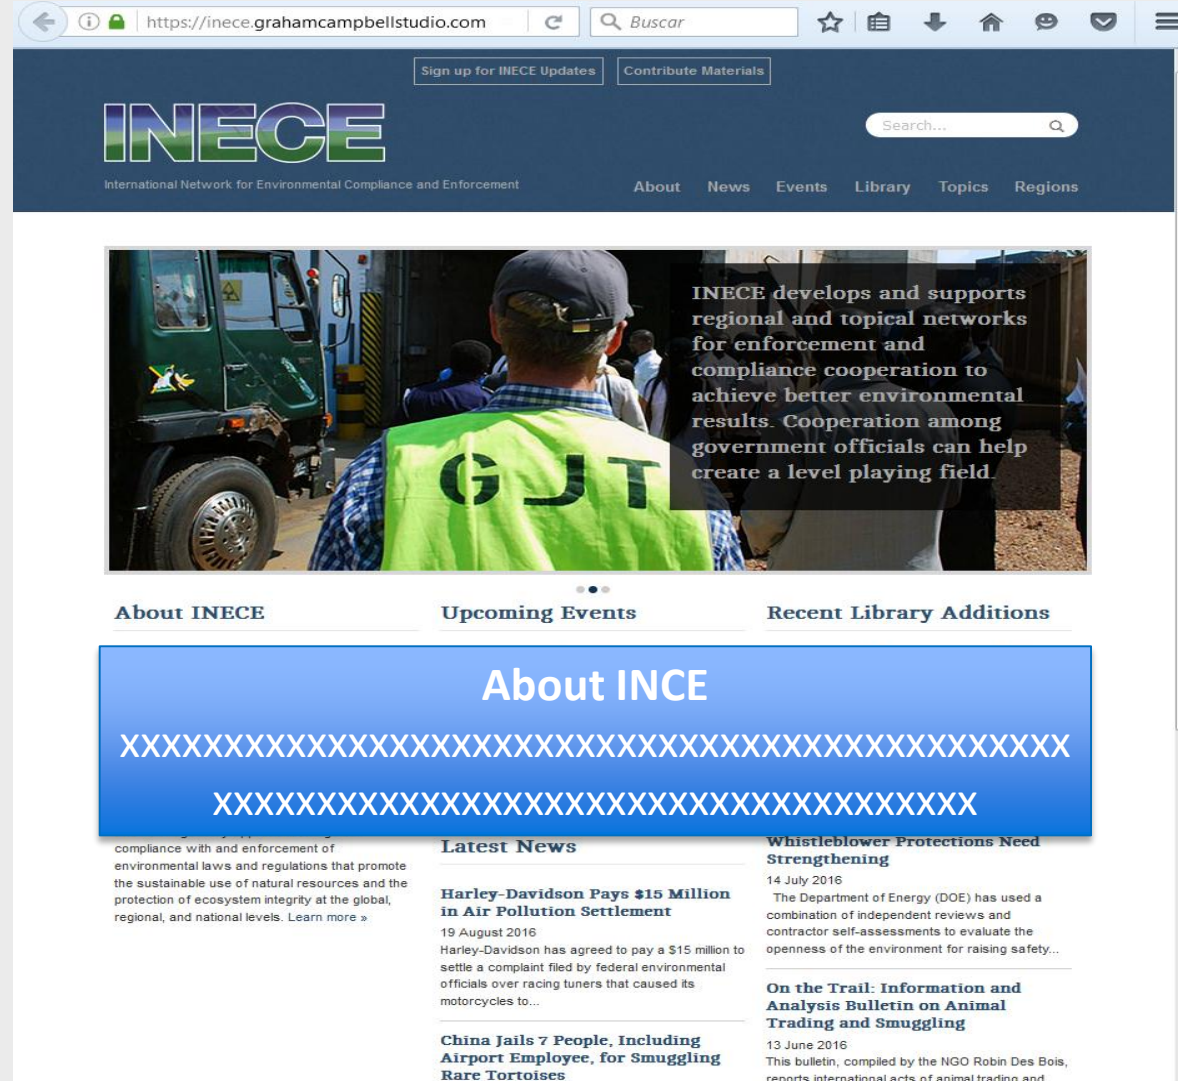 https://inece.grahamcampbellstudio.com
Buscar
Sign up for INECE Updates
Contribute Materials
INECE
Search...
International Network for Environmental Compliance and Enforcement
About News Events Library Topics Regions
INECE develops and supports
regional and topical networks
for enforcement and
compliance cooperation to
achieve better environmental
results. Cooperation among
government officials can help
create a level playing field.
GJT
About INECE
Upcoming Events
Recent Library Additions
About INCE
XXXXXXXXXXXXXXXXXXXXXXXXXXXXXXXXXXXXXXXXXXXXXX
XXXXXXXXXXXXXXXXXXXXXXXXXXXXXXXXXXXXX
compliance with and enforcement of
environmental laws and regulations that promote
the sustainable use of natural resources and the
protection of ecosystem integrity at the global,
regional, and national levels. Learn more »
Latest News
Harley-Davidson Pays $15 Million
in Air Pollution Settlement
19 August 2016
Harley-Davidson has agreed to pay a $15 million to
settle a complaint filed by federal environmental
officials over racing tuners that caused its
motorcycles to...
China Jails 7 People, Including
Airport Employee, for Smuggling
Rare Tortoises
Whistleblower Protections Need
Strengthening
14 July 2016
The Department of Energy (DOE) has used a
combination of independent reviews and
contractor self-assessments to evaluate the
openness of the environment for raising safety...
On the Trail: Information and
Analysis Bulletin on Animal
Trading and Smuggling
13 June 2016
This bulletin, compiled by the NGO Robin Des Bois,
reports international acts of animal trading and